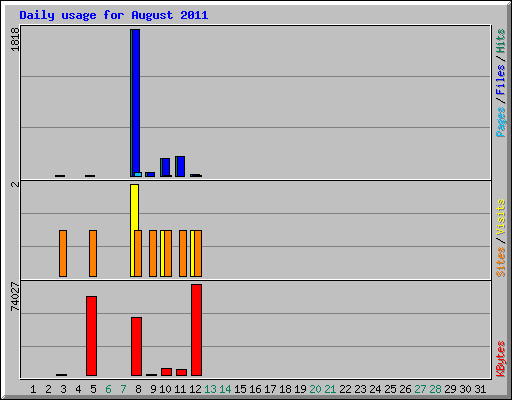 Daily usage for August 2011
1818
Pages / Files / Hits
2
Sites / Visits
74027
KBytes
1 2 3 4 5 6 7 8 9 10 11 12 13 14 15 16 17 18 19 20 21 22 23 24 25 26 27 28 29 30 31